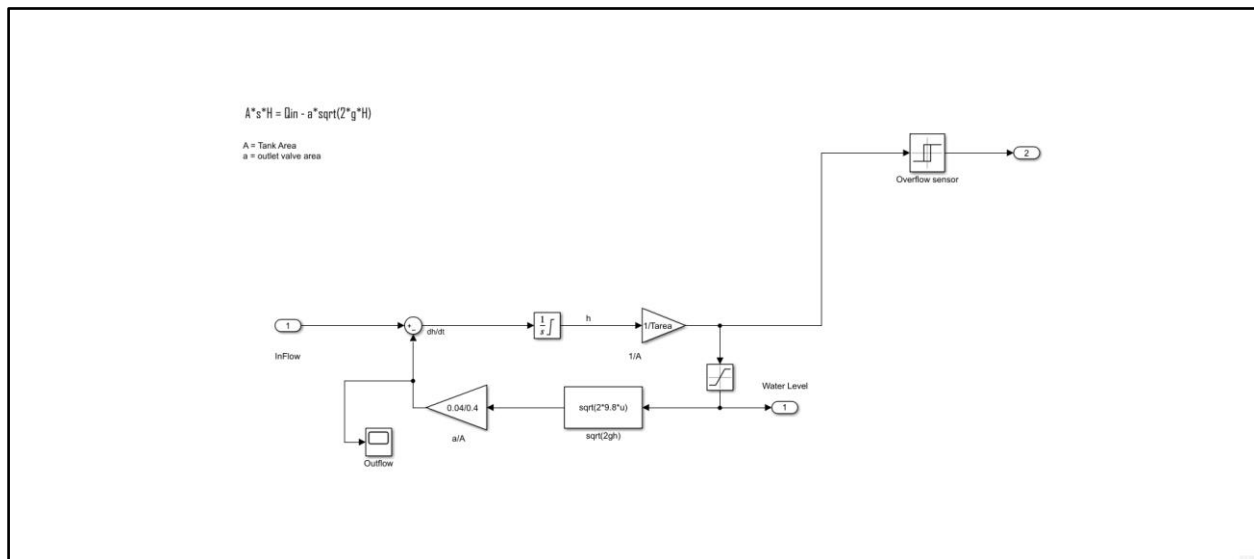 A*s*H = Qin - a*sqrt(2*g*H)
A = Tank Area
a = outlet valve area
2
Overflow sensor
1
InFlow
+
-
dh/dt
1
s
∫
h
1/Tarea
1/A
Water Level
1
sqrt(2*9.8*u)
sqrt(2gh)
0.04/0.4
a/A
Outflow